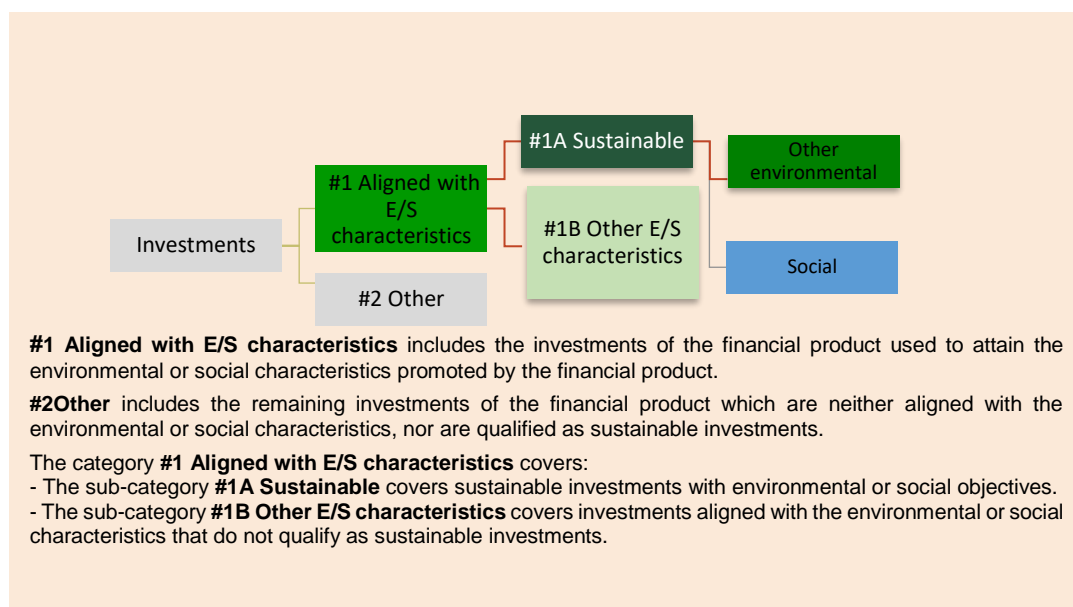 #1A Sustainable
Other
environmental
#1 Aligned with
E/S
characteristics
#1B Other E/S
characteristics
Investments
Social
#2 Other
#1 Aligned with E/S characteristics includes the investments of the financial product used to attain the
environmental or social characteristics promoted by the financial product.
#2Other includes the remaining investments of the financial product which are neither aligned with the
environmental or social characteristics, nor are qualified as sustainable investments.
The category #1 Aligned with E/S characteristics covers:
- The sub-category #1A Sustainable covers sustainable investments with environmental or social objectives.
- The sub-category #1B Other E/S characteristics covers investments aligned with the environmental or social
characteristics that do not qualify as sustainable investments.